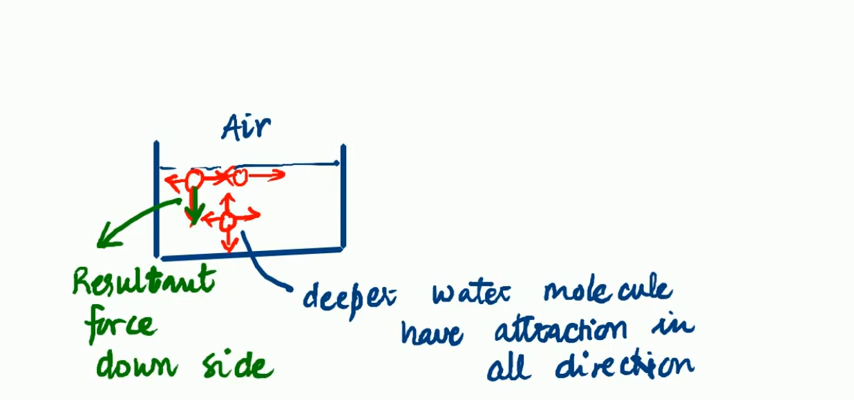 Air
Resultant
force
down side
deeper water molecule
have attraction in
all direction